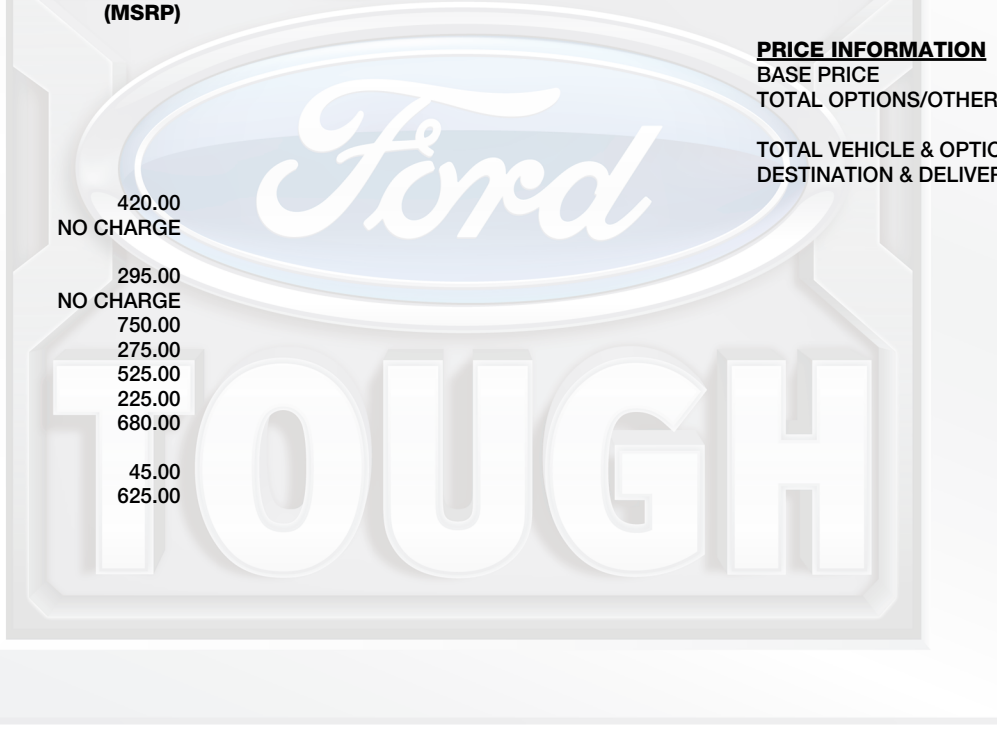 (MSRP)
420.00
NO CHARGE
295.00
NO CHARGE
750.00
275.00
525.00
225.00
680.00
45.00
625.00
PRICE INFORMATION
BASE PRICE
TOTAL OPTIONS/OTHER
TOTAL VEHICLE & OPTIO
DESTINATION & DELIVER
Ford
TOUGH